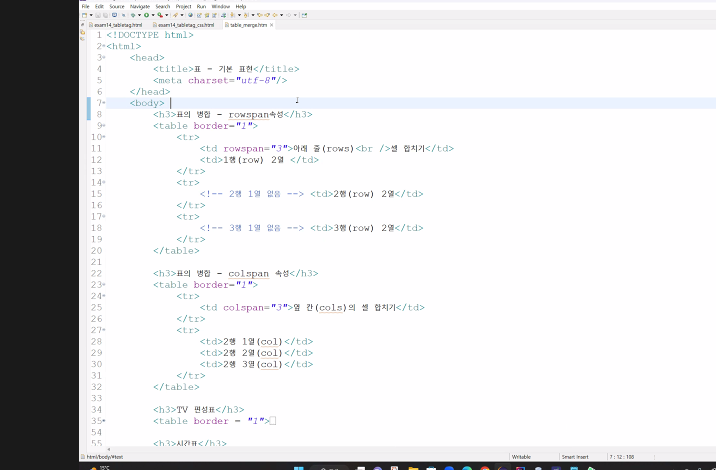 File Edit Source Navigate Search Project Run Window Help
exam14_tabletag.html exam14_tabletag_css.html table_merge.html
1 <!DOCTYPE html>
2 <html>
3 <head>
4 <title>표 - 기본 표현</title>
5 <meta charset="utf-8"/>
6 </head>
7 <body>
8 <h3>표의 병합 - rowspan속성</h3>
9 <table border="1">
10 <tr>
11 <td rowspan="3">아래 줄(rows)<br />셀 합치기</td>
12 <td>1행(row) 2열 </td>
13 </tr>
14 <tr>
15 <!-- 2행 1열 없음 --> <td>2행(row) 2열</td>
16 </tr>
17 <tr>
18 <!-- 3행 1열 없음 --> <td>3행(row) 2열</td>
19 </tr>
20 </table>
21
22 <h3>표의 병합 - colspan 속성</h3>
23 <table border="1">
24 <tr>
25 <td colspan="3">옆 칸(cols)의 셀 합치기</td>
26 </tr>
27 <tr>
28 <td>2행 1열(col)</td>
29 <td>2행 2열(col)</td>
30 <td>2행 3열(col)</td>
31 </tr>
32 </table>
33
34 <h3>TV 편성표</h3>
35 <table border = "1">
54
55 <h3>시간표</h3>
html/body/#text Writable Smart Insert 7 : 12 : 108
15°C